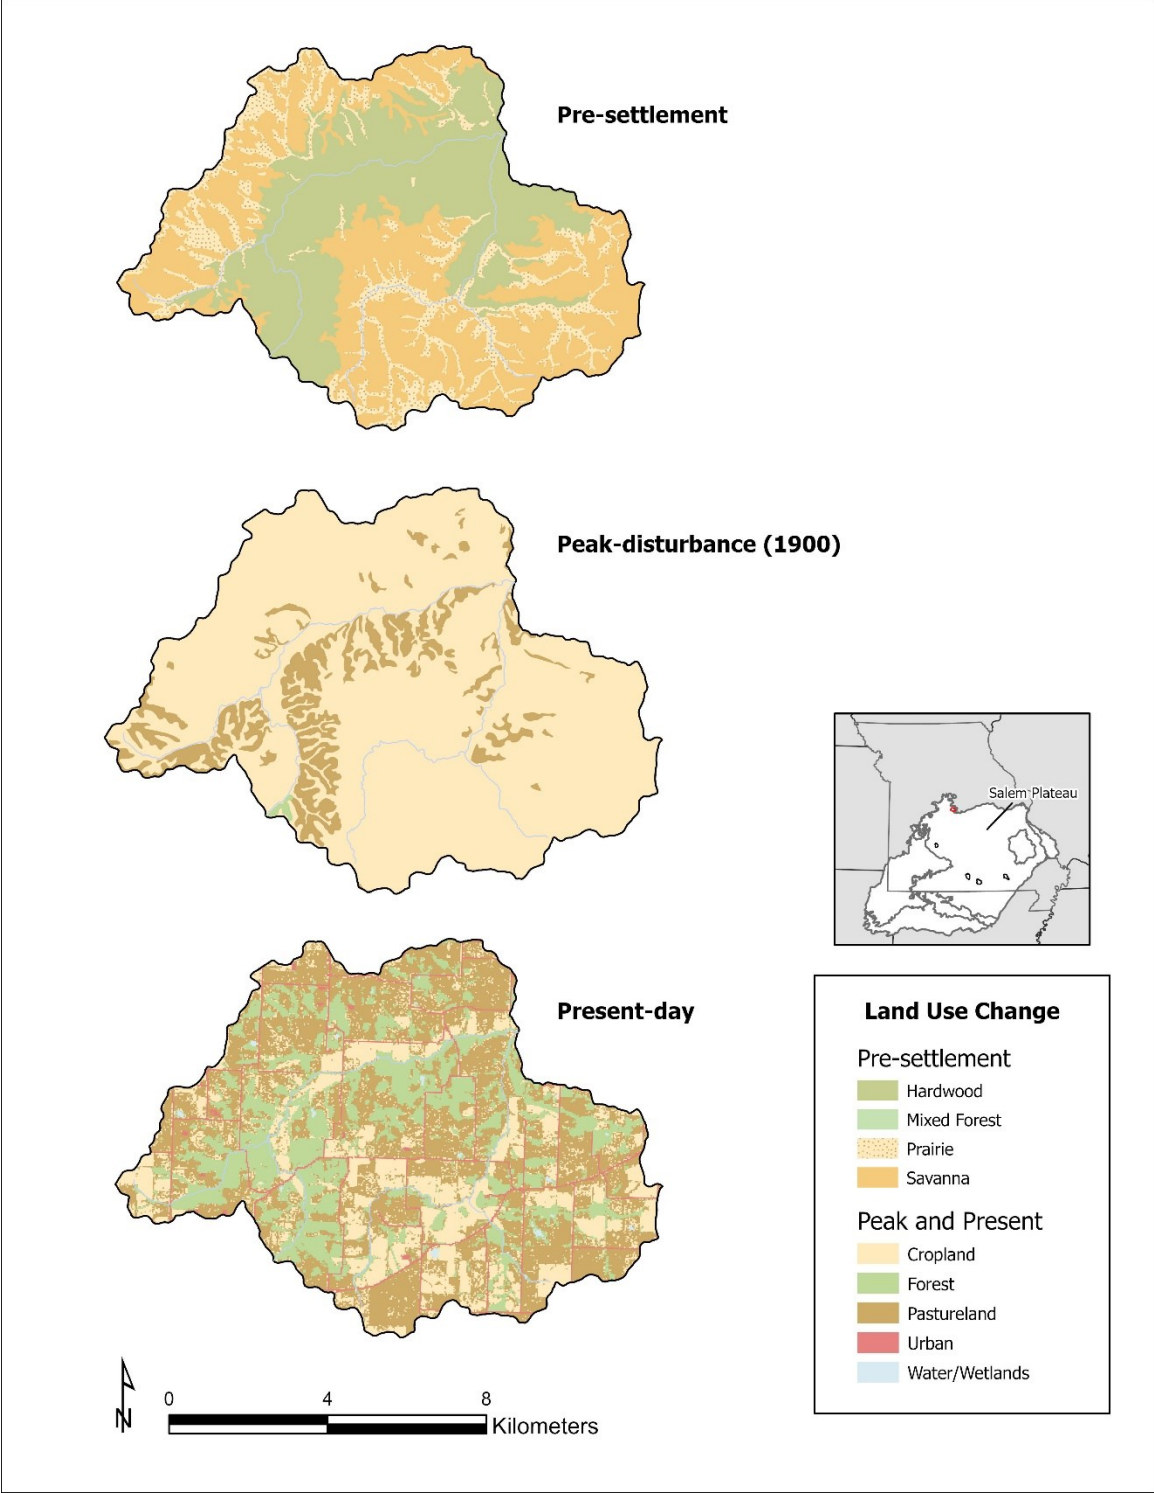 Pre-settlement
Peak-disturbance (1900)
Salem Plateau
Present-day
Land Use Change
Pre-settlement
Hardwood
Mixed Forest
Prairie
Savanna
Peak and Present
Cropland
Forest
Pastureland
Urban
Water/Wetlands
N
0 4 8
Kilometers